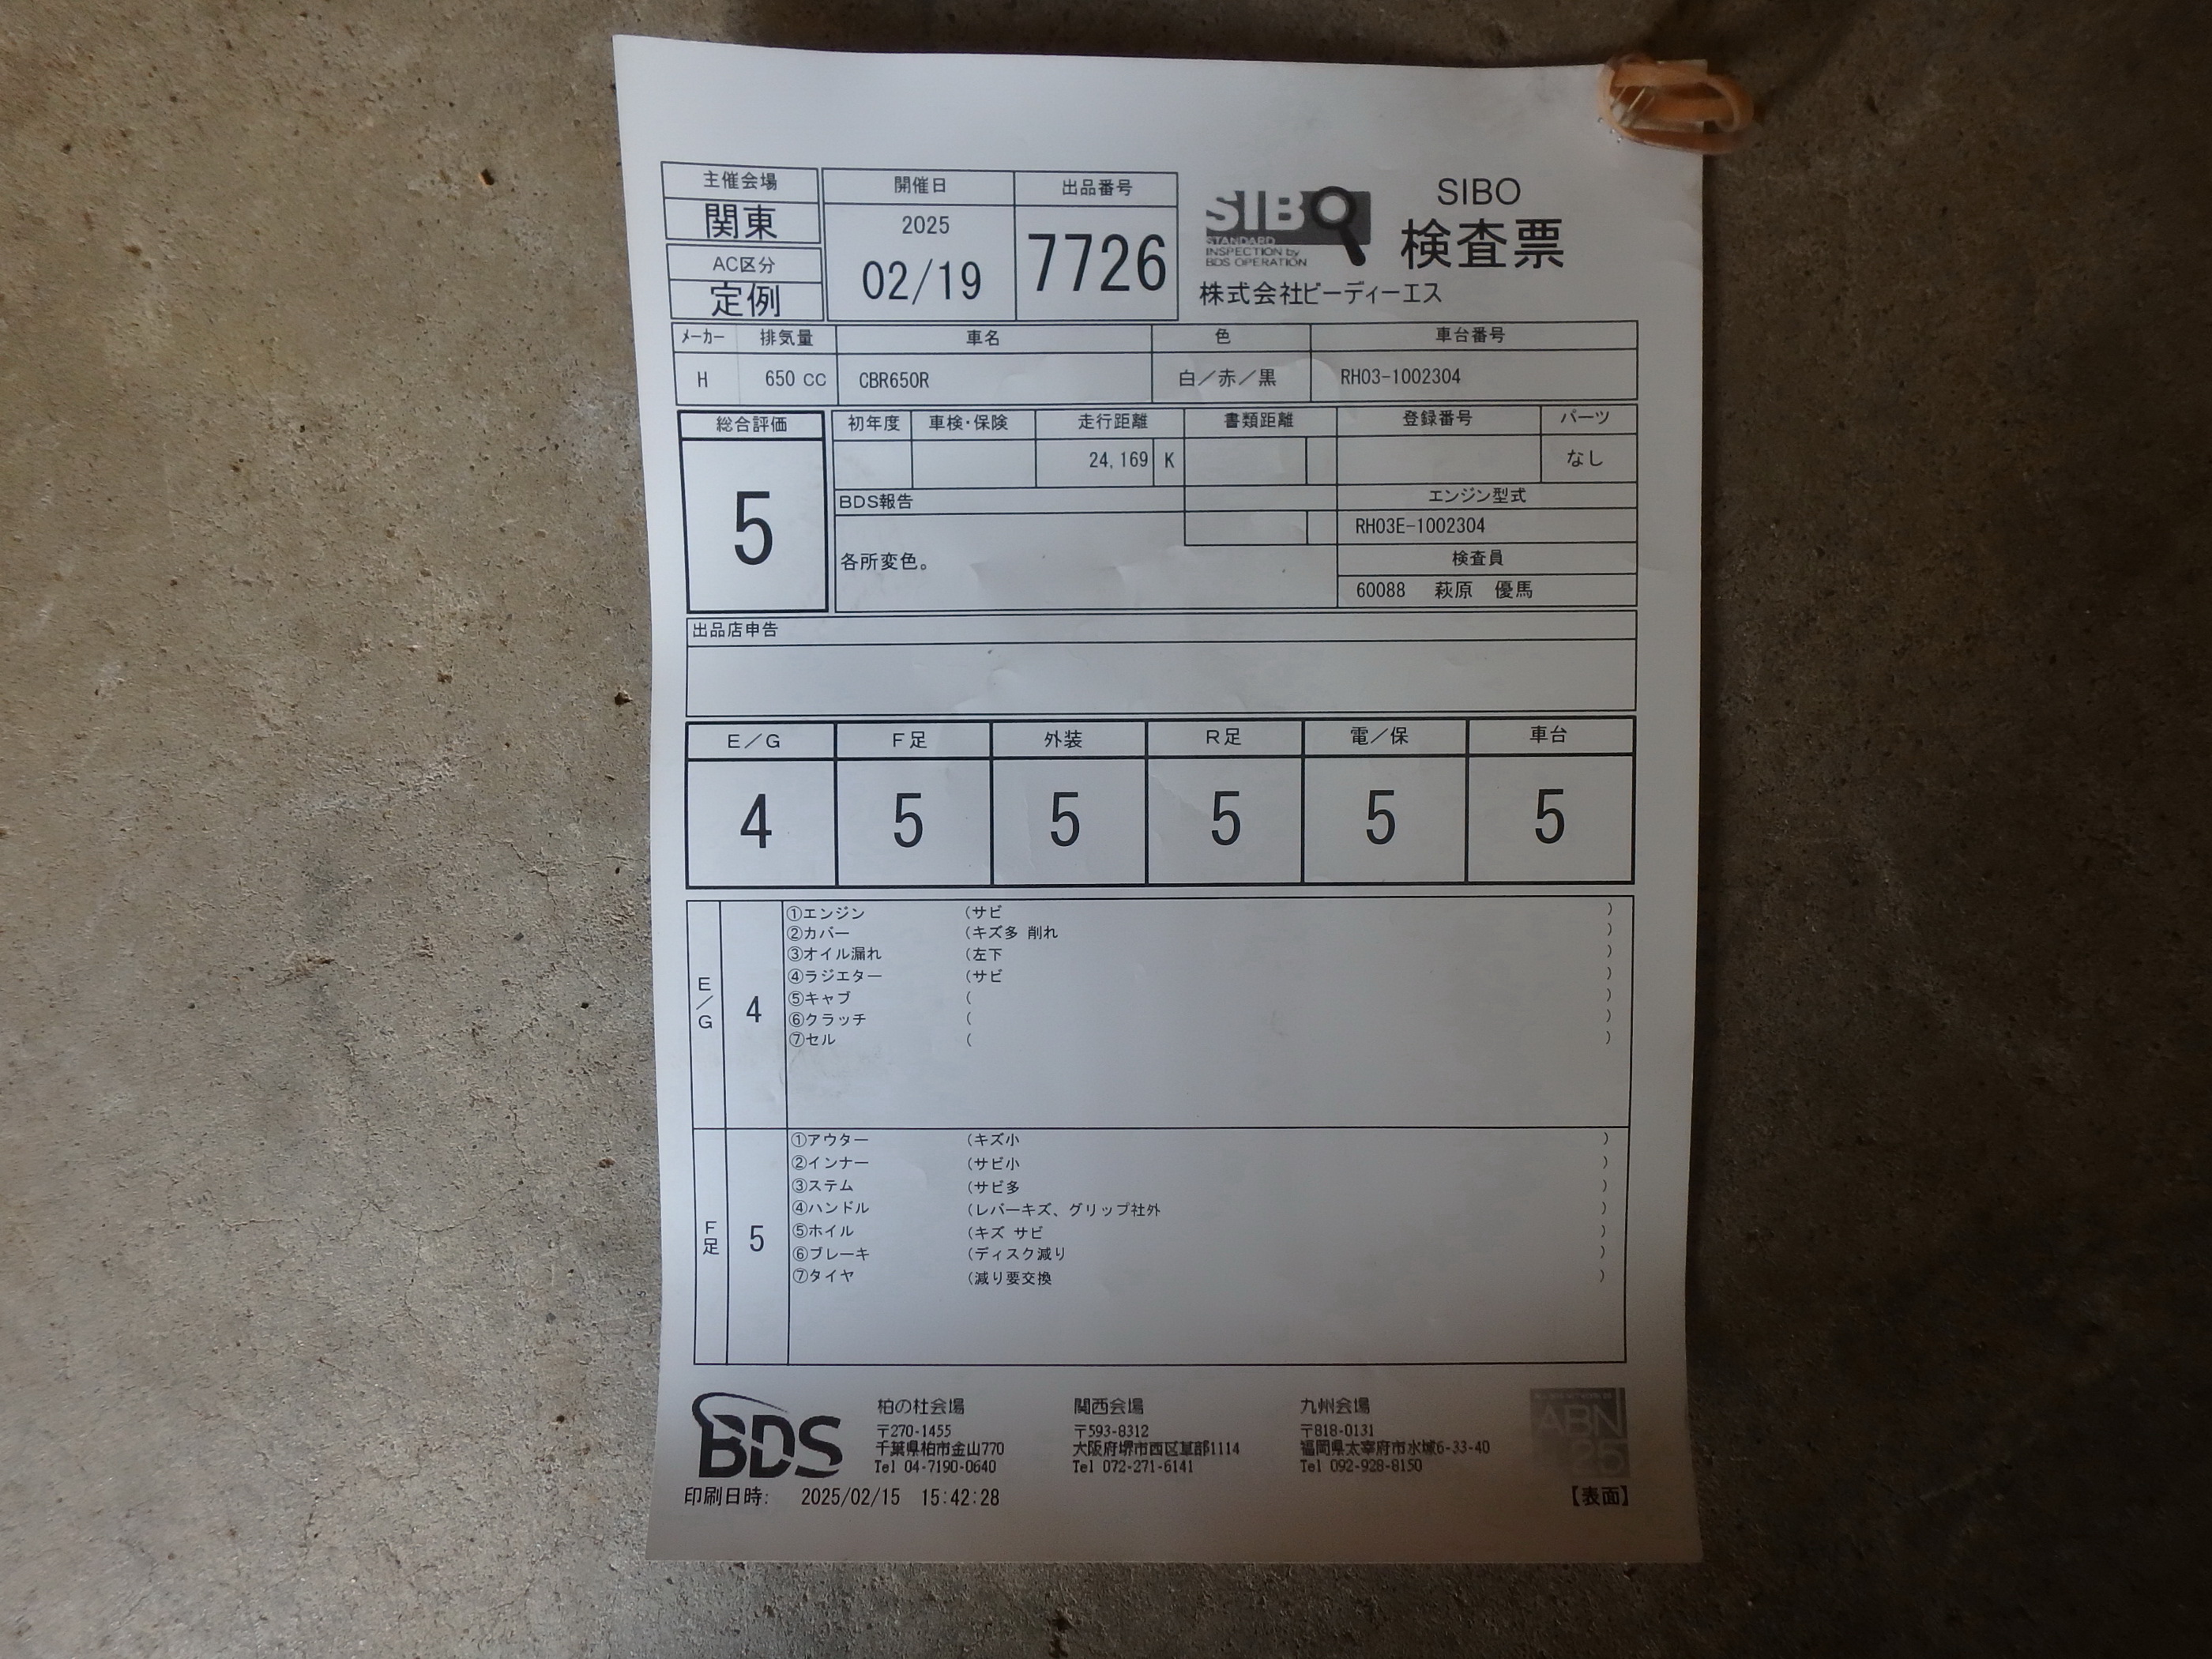 主催会場 開催日 出品番号
関東 2025
AC区分 02/19 7726
定例
SIBO
STANDARD
INSPECTION by
BDS OPERATION
SIBO
検査票
株式会社ビーディーエス
メーカー 排気量 車名 色 車台番号
H 650 cc CBR650R 白／赤／黒 RH03-1002304
総合評価 初年度 車検・保険 走行距離 書類距離 登録番号 パーツ
5 24,169 K なし
BDS報告 エンジン型式
RH03E-1002304
各所変色。 検査員
60088 萩原 優馬
出品店申告
E／G F足 外装 R足 電／保 車台
4 5 5 5 5 5
E／G 4
①エンジン (サビ )
②カバー (キズ多 削れ )
③オイル漏れ (左下 )
④ラジエター (サビ )
⑤キャブ ( )
⑥クラッチ ( )
⑦セル ( )
F足 5
①アウター (キズ小 )
②インナー (サビ小 )
③ステム (サビ多 )
④ハンドル (レバーキズ、グリップ社外 )
⑤ホイル (キズ サビ )
⑥ブレーキ (ディスク減り )
⑦タイヤ (減り要交換 )
BDS
柏の杜会場
〒270-1455
千葉県柏市金山770
Tel 04-7190-0640
関西会場
〒593-8312
大阪府堺市西区草部1114
Tel 072-271-6141
九州会場
〒818-0131
福岡県太宰府市水城6-33-40
Tel 092-928-8150
ABN
25
印刷日時: 2025/02/15 15:42:28 【表面】